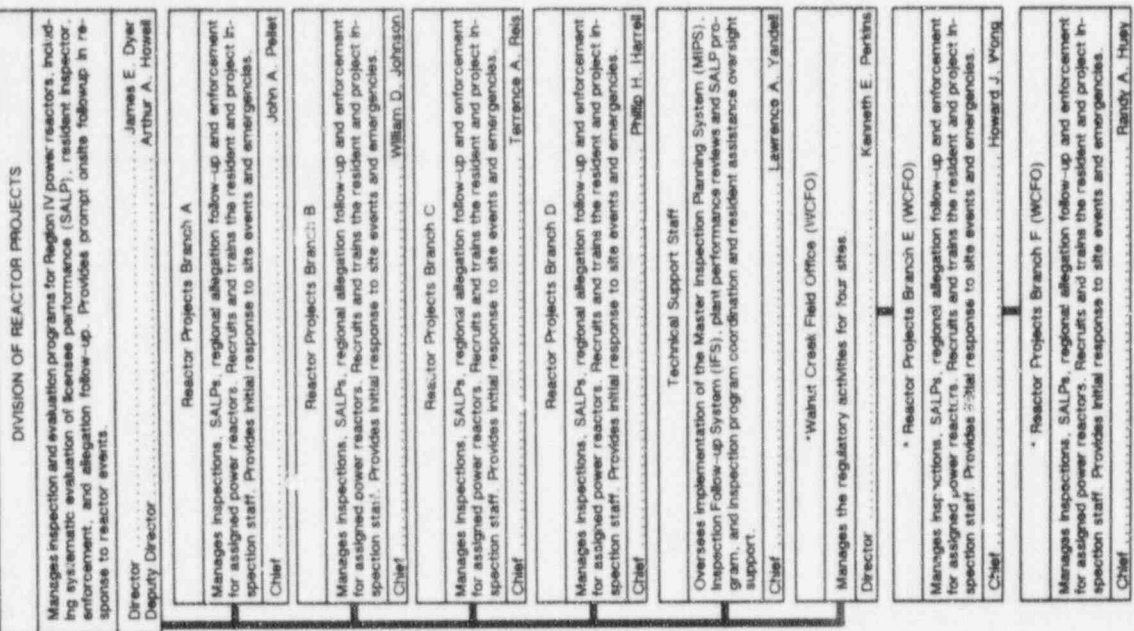 DIVISION OF REACTOR PROJECTS
Manages inspection and evaluation programs for Region IV power reactors, includ-
ing systematic evaluation of licensee performance (SALP), resident inspector,
enforcement, and allegation follow-up. Provides prompt onsite followup in re-
sponse to reactor events.
Director ........ James E. Dyer
Deputy Director ........ Arthur A. Howell
Reactor Projects Branch A
Manages inspections, SALPs, regional allegation follow-up and enforcement
for assigned power reactors. Recruits and trains the resident and project in-
spection staff. Provides initial response to site events and emergencies.
Chief ........ John A. Pellet
Reactor Projects Branch B
Manages inspections, SALPs, regional allegation follow-up and enforcement
for assigned power reactors. Recruits and trains the resident and project in-
spection staff. Provides initial response to site events and emergencies.
Chief ........ William D. Johnson
Reactor Projects Branch C
Manages inspections, SALPs, regional allegation follow-up and enforcement
for assigned power reactors. Recruits and trains the resident and project in-
spection staff. Provides initial response to site events and emergencies.
Chief ........ Terrence A. Reis
Reactor Projects Branch D
Manages inspections, SALPs, regional allegation follow-up and enforcement
for assigned power reactors. Recruits and trains the resident and project in-
spection staff. Provides initial response to site events and emergencies.
Chief ........ Phillip H. Harrell
Technical Support Staff
Oversees implementation of the Master Inspection Planning System (MIPS),
Inspection Follow-up System (IFS), plant performance reviews and SALP pro-
gram, and inspection program coordination and resident assistance oversight
support.
Chief ........ Lawrence A. Yandell
*Walnut Creek Field Office (WCFO)
Manages the regulatory activities for four sites.
Director ........ Kenneth E. Perkins
* Reactor Projects Branch E (WCFO)
Manages inspections, SALPs, regional allegation follow-up and enforcement
for assigned power reactors. Recruits and trains the resident and project in-
spection staff. Provides initial response to site events and emergencies.
Chief ........ Howard J. Wong
* Reactor Projects Branch F (WCFO)
Manages inspections, SALPs, regional allegation follow-up and enforcement
for assigned power reactors. Recruits and trains the resident and project in-
spection staff. Provides initial response to site events and emergencies.
Chief ........ Randy A. Huey